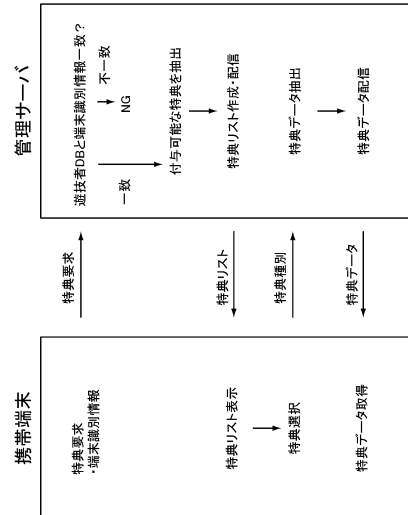 携帯端末
特典要求
・端末識別情報
特典リスト表示
特典選択
特典データ取得
特典要求
特典リスト
特典種別
特典データ
管理サーバ
遊技者DBと端末識別情報一致？
不一致
NG
一致
付与可能な特典を抽出
特典リスト作成・配信
特典データ抽出
特典データ配信